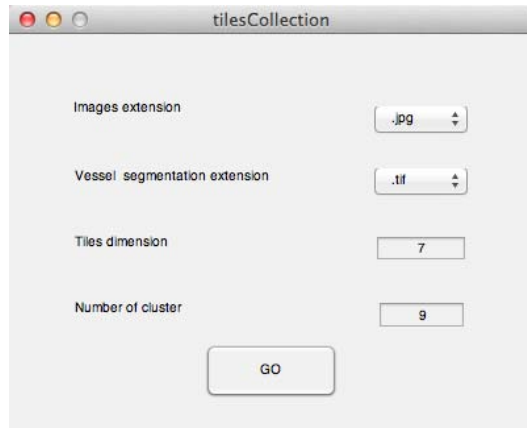 tilesCollection
Images extension
.jpg
Vessel segmentation extension
.tif
Tiles dimension
7
Number of cluster
9
GO